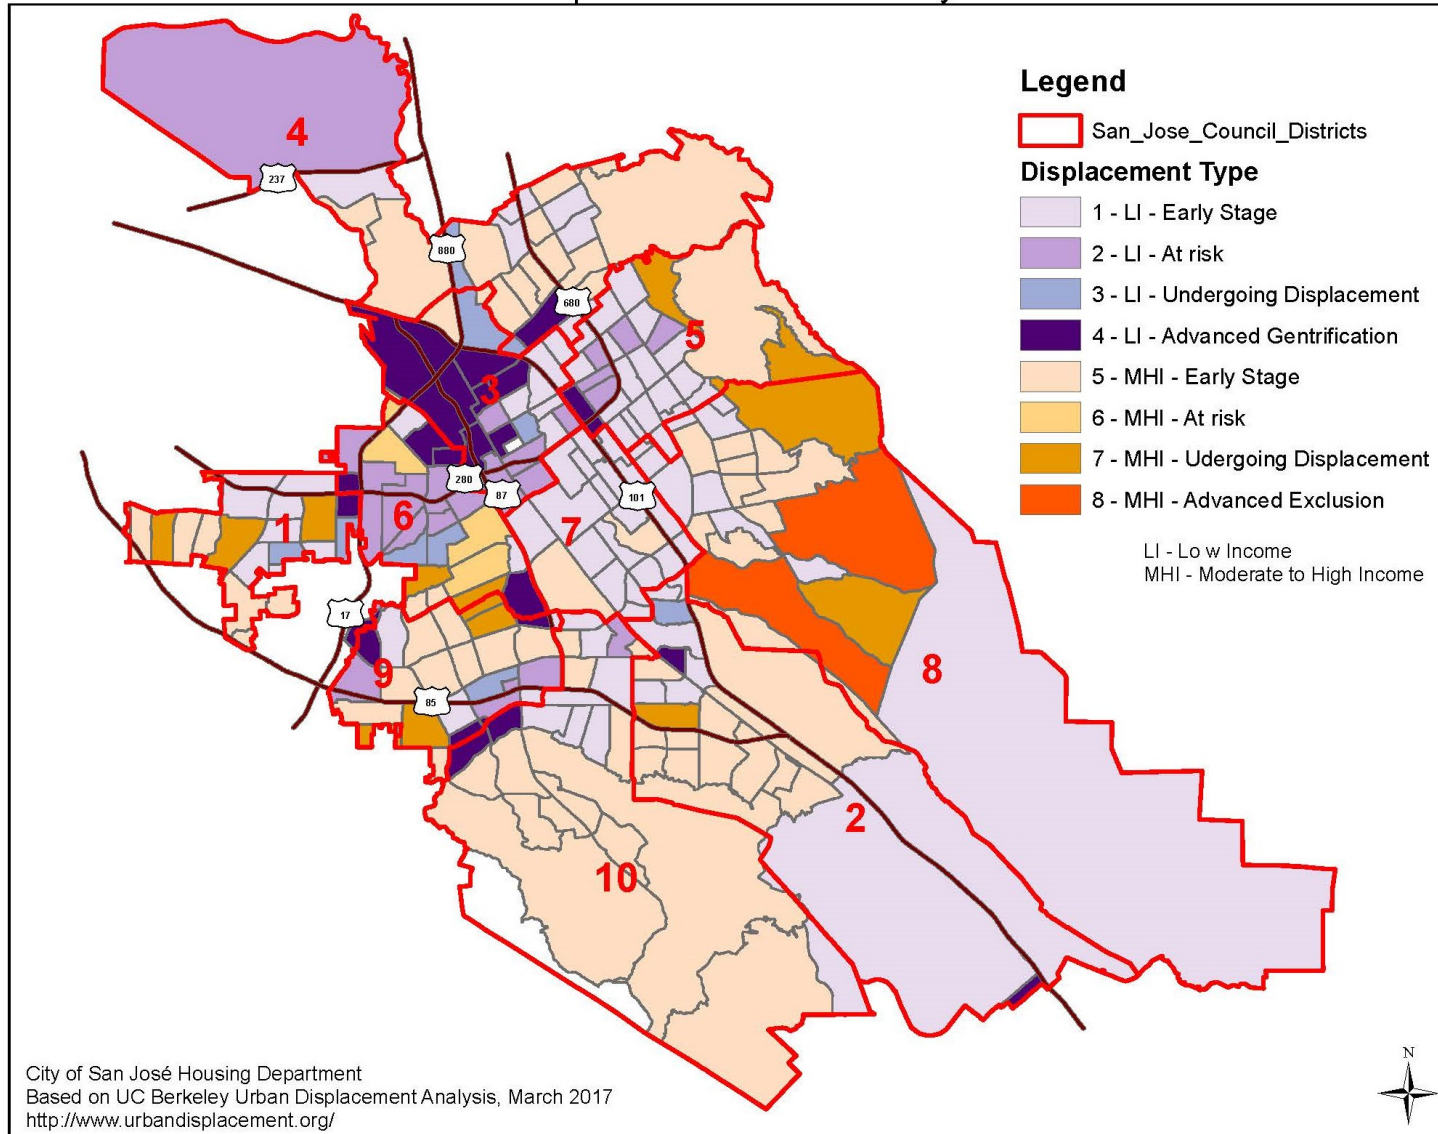 Legend
San_Jose_Council_Districts
Displacement Type
1 - LI - Early Stage
2 - LI - At risk
3 - LI - Undergoing Displacement
4 - LI - Advanced Gentrification
5 - MHI - Early Stage
6 - MHI - At risk
7 - MHI - Udergoing Displacement
8 - MHI - Advanced Exclusion
LI - Lo w Income
MHI - Moderate to High Income
4
237
880
680
5
3
280
87
101
6
7
1
17
9
85
8
2
10
City of San José Housing Department
Based on UC Berkeley Urban Displacement Analysis, March 2017
http://www.urbandisplacement.org/
N